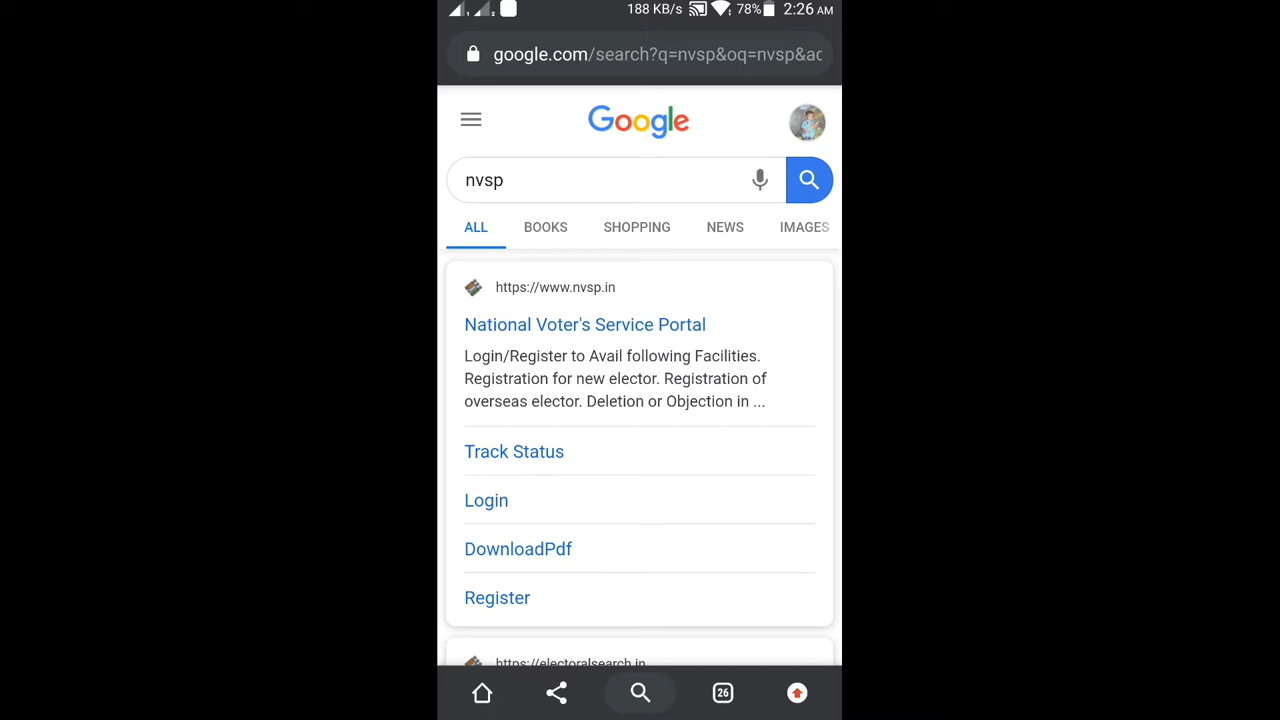 188 KB/s 78% 2:26 AM
google.com/search?q=nvsp&oq=nvsp&ac
Google
nvsp
ALL BOOKS SHOPPING NEWS IMAGES
https://www.nvsp.in
National Voter's Service Portal
Login/Register to Avail following Facilities.
Registration for new elector. Registration of
overseas elector. Deletion or Objection in ...
Track Status
Login
DownloadPdf
Register
https://electoralsearch.in
26